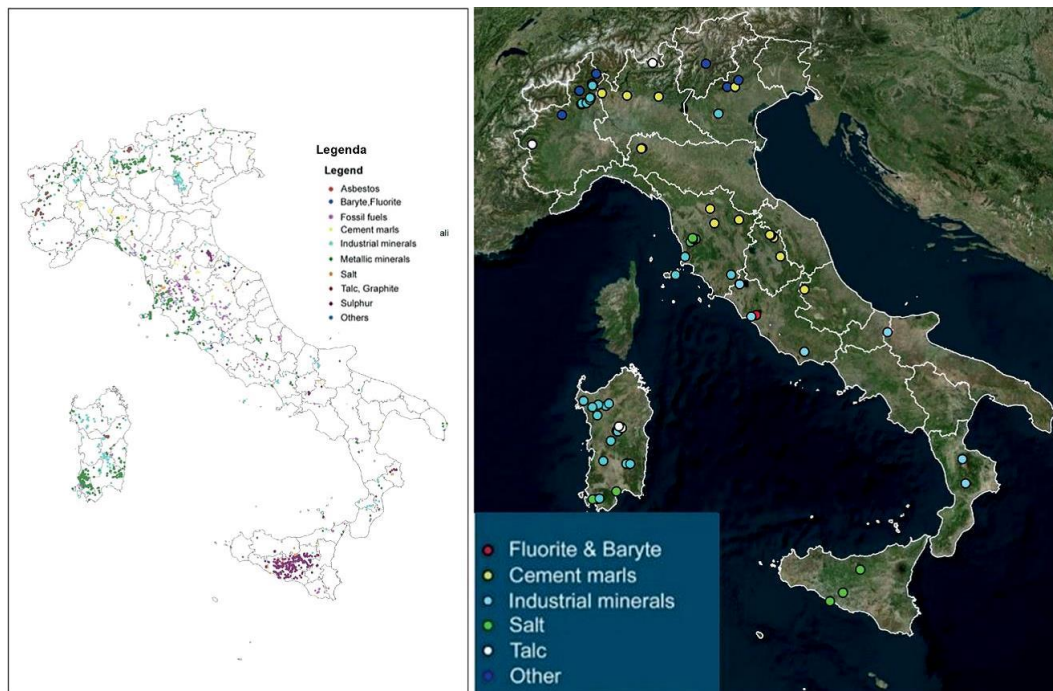 Legenda
Legend
Asbestos
Baryte,Fluorite
Fossil fuels
Cement marls
Industrial minerals
Metallic minerals
Salt
Talc, Graphite
Sulphur
Others
ali
Fluorite & Baryte
Cement marls
Industrial minerals
Salt
Talc
Other